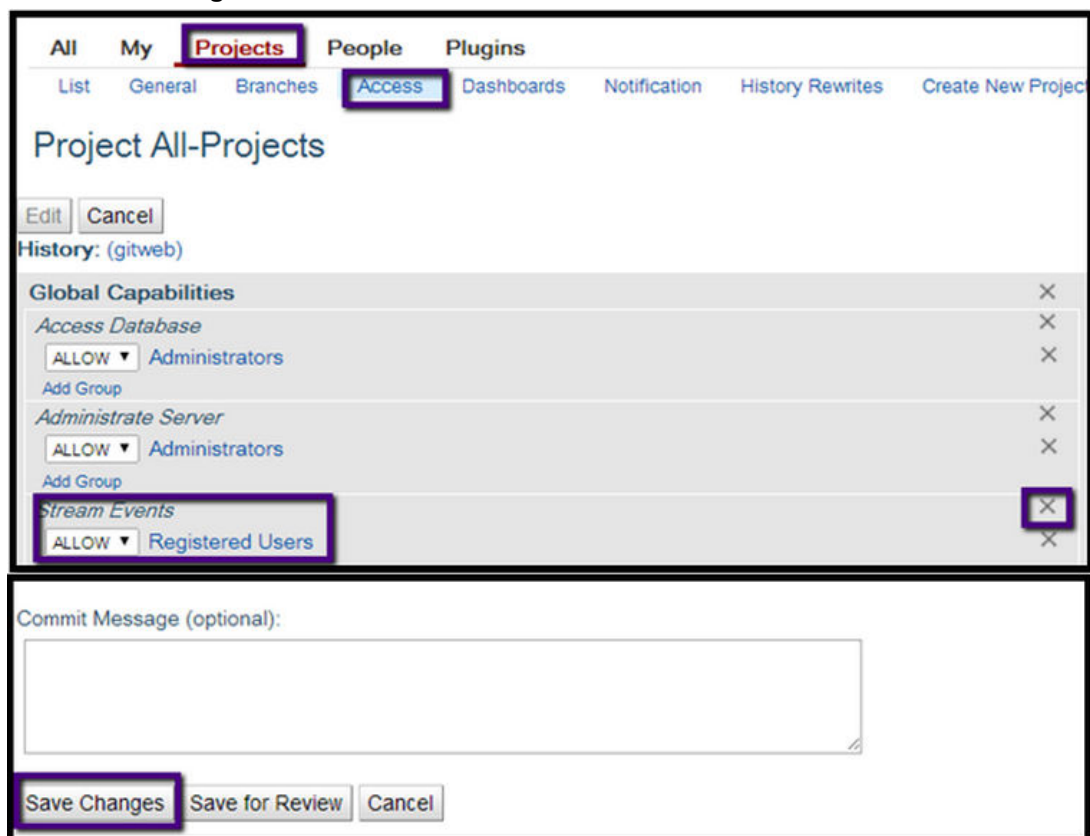 All My Projects People Plugins
List General Branches Access Dashboards Notification History Rewrites Create New Project
Project All-Projects
Edit Cancel
History: (gitweb)
Global Capabilities
Access Database
ALLOW Administrators
Add Group
Administrate Server
ALLOW Administrators
Add Group
Stream Events
ALLOW Registered Users
Commit Message (optional):
Save Changes Save for Review Cancel